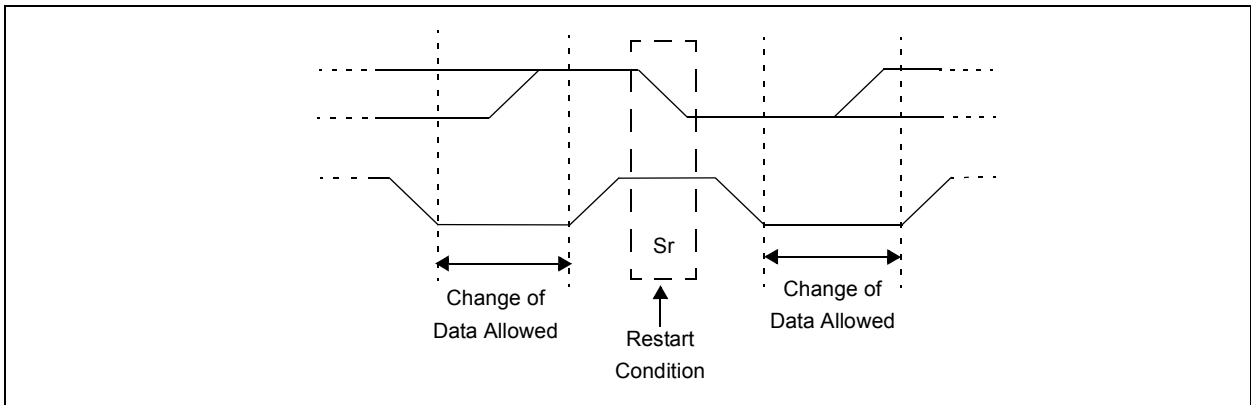 Sr
Change of
Data Allowed
Restart
Condition
Change of
Data Allowed